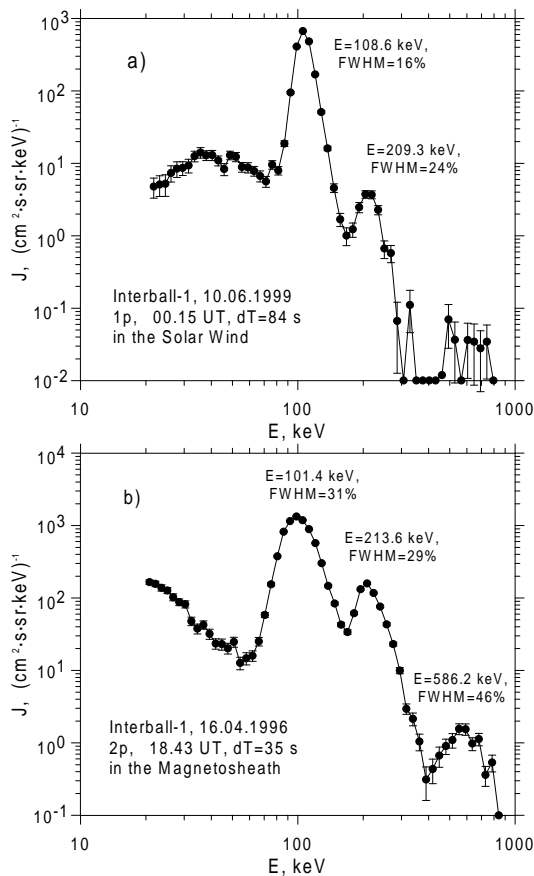 10³
a)
E=108.6 keV,
FWHM=16%
10²
E=209.3 keV,
FWHM=24%
J, (cm²·s·sr·keV)⁻¹
10¹
10⁰
Interball-1, 10.06.1999
1p, 00.15 UT, dT=84 s
in the Solar Wind
10⁻¹
10⁻²
10 100 1000
E, keV
10⁴
b)
E=101.4 keV,
FWHM=31%
10³
E=213.6 keV,
FWHM=29%
10²
J, (cm²·s·sr·keV)⁻¹
10¹
E=586.2 keV,
FWHM=46%
10⁰
Interball-1, 16.04.1996
2p, 18.43 UT, dT=35 s
in the Magnetosheath
10⁻¹
10 100 1000
E, keV